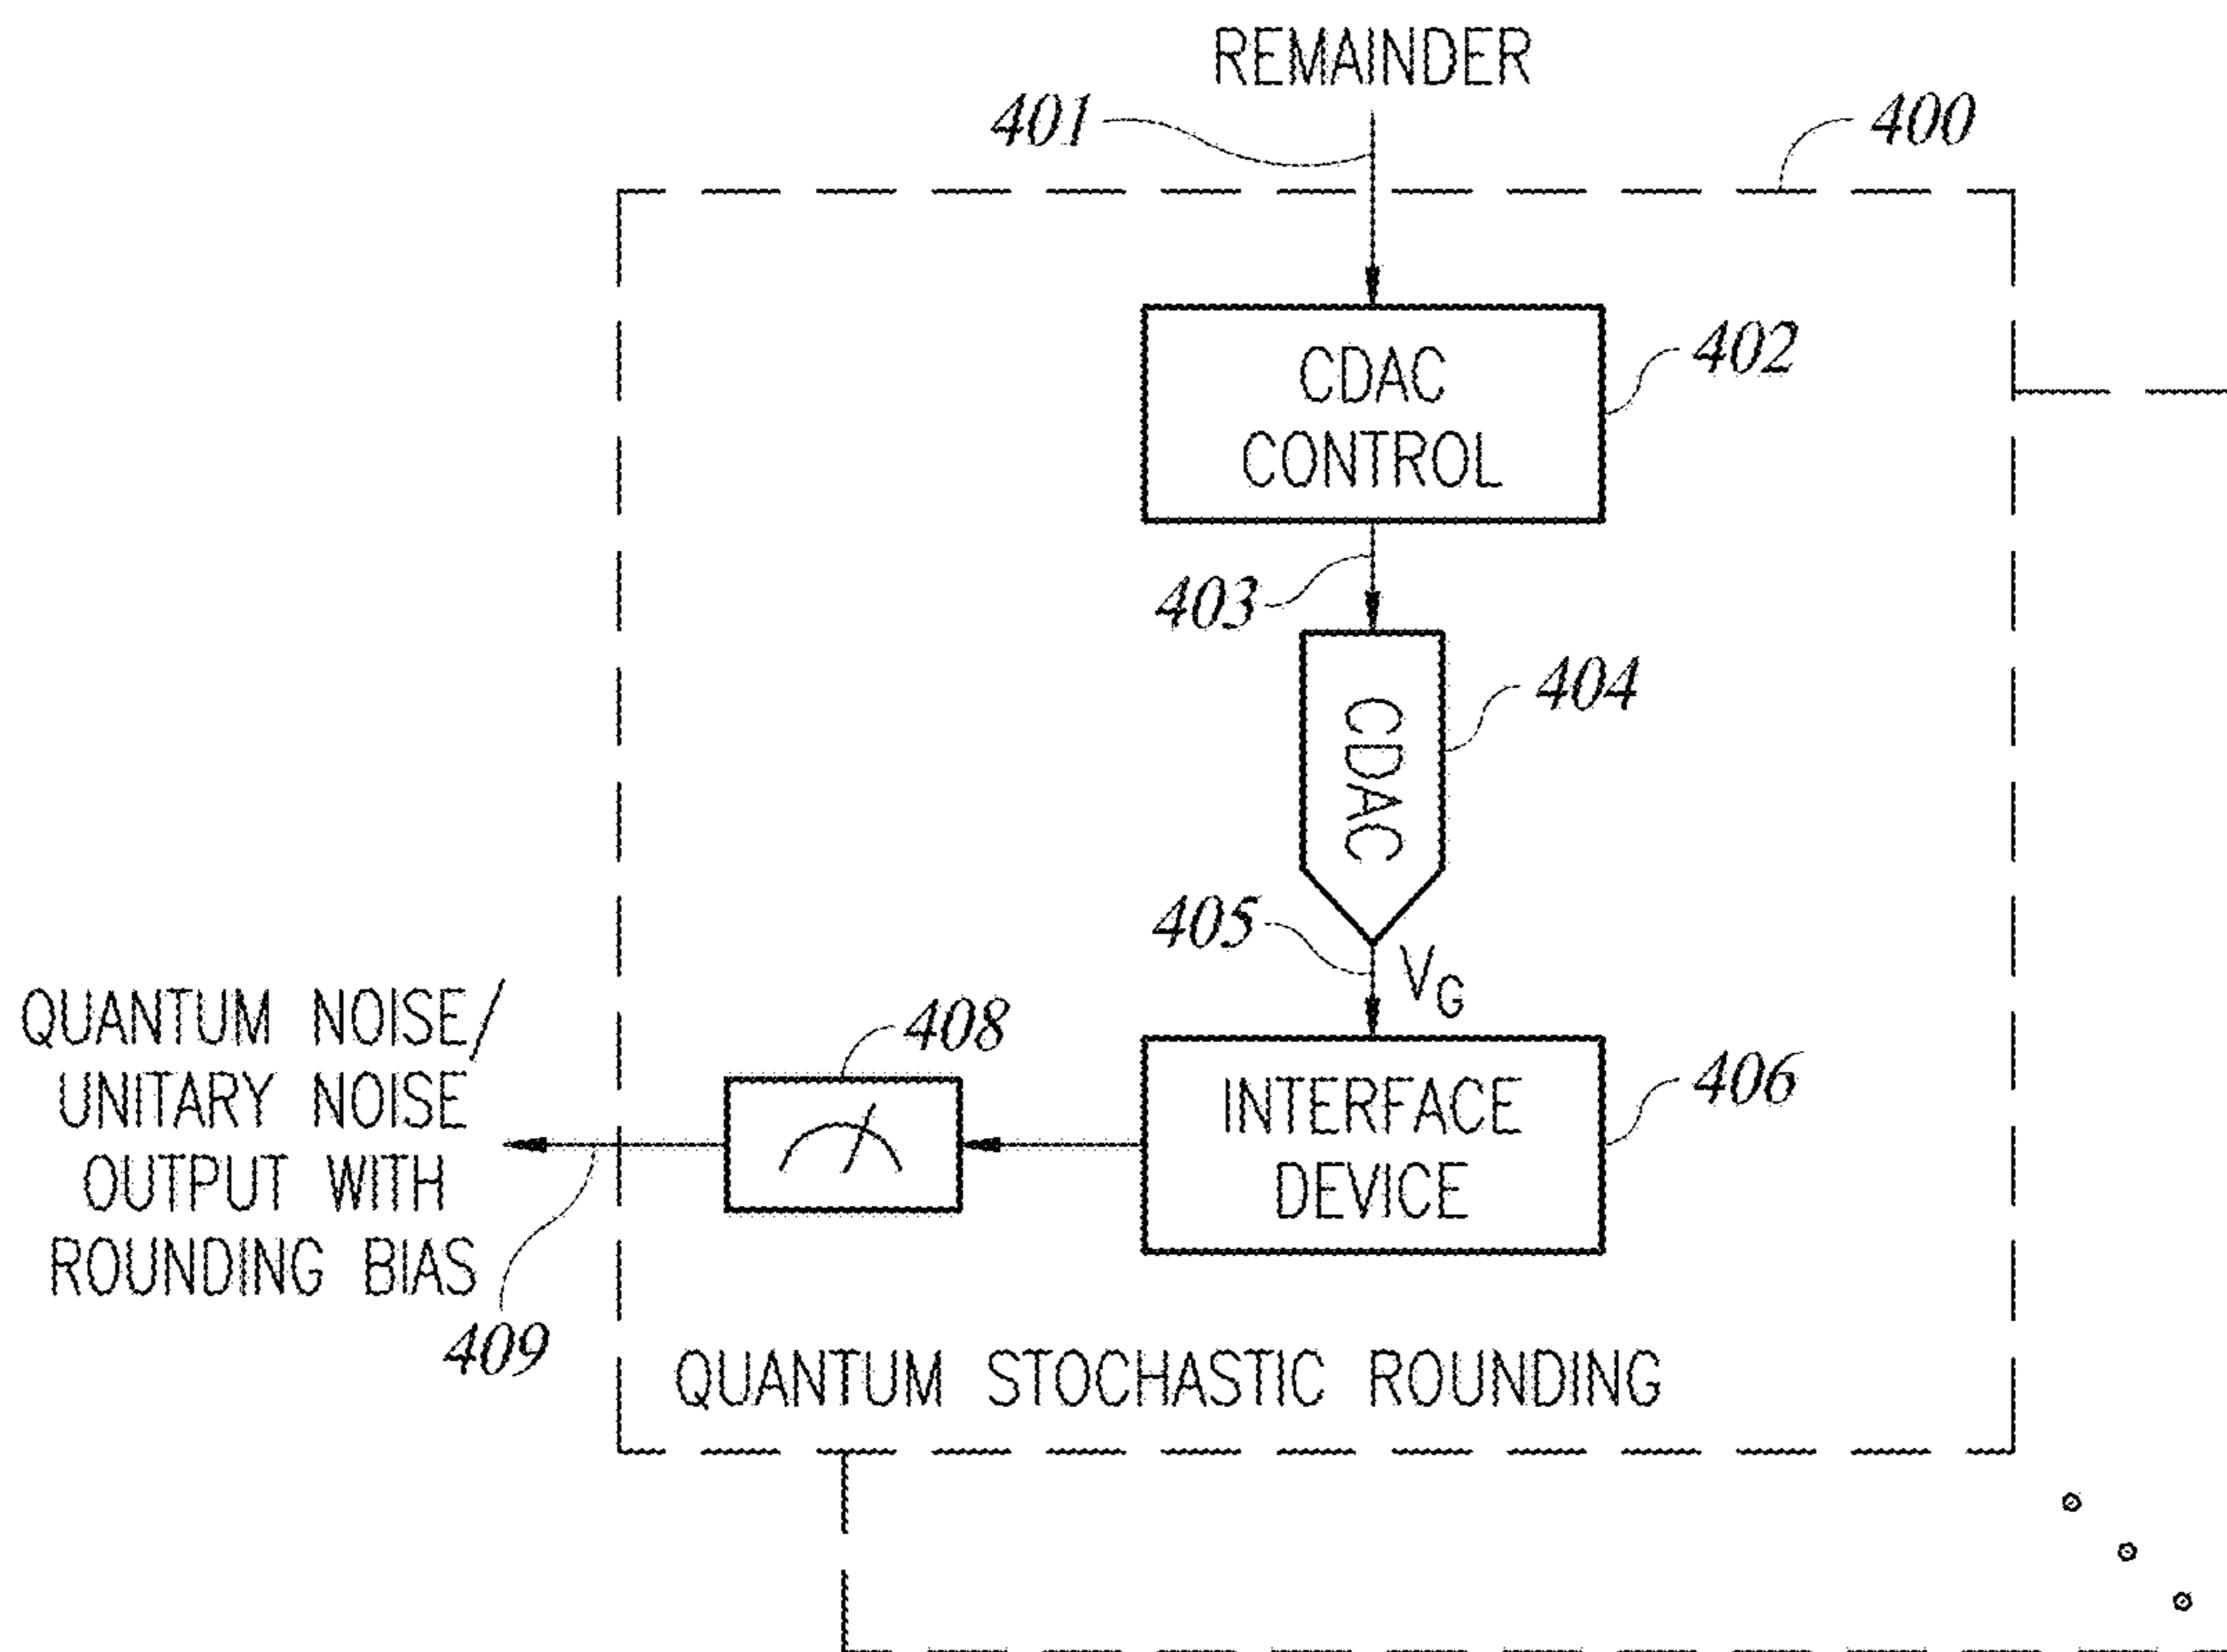 REMAINDER
401
400
CDAC
CONTROL
402
403
CDAC
404
405
V_G
QUANTUM NOISE/
UNITARY NOISE
OUTPUT WITH
ROUNDING BIAS
408
INTERFACE
DEVICE
406
409
QUANTUM STOCHASTIC ROUNDING